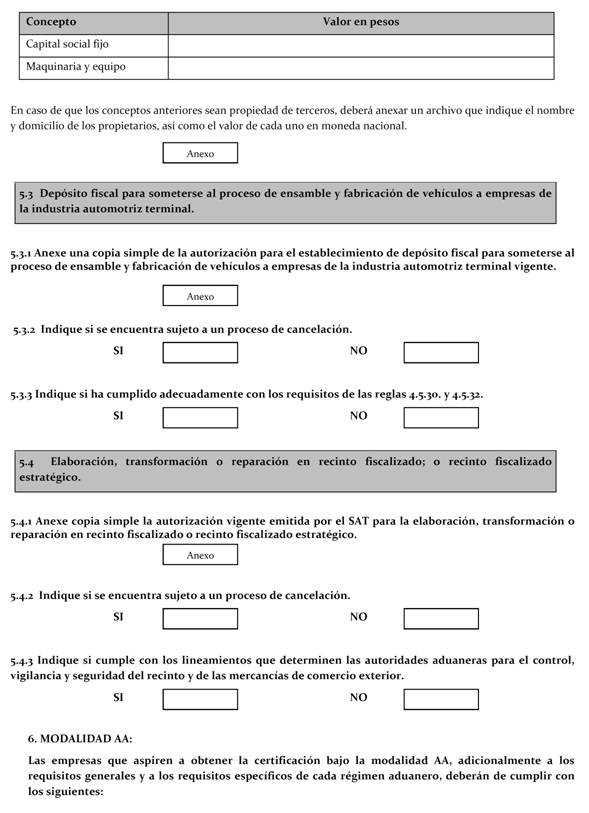 Concepto Valor en pesos
Capital social fijo
Maquinaria y equipo
En caso de que los conceptos anteriores sean propiedad de terceros, deberá anexar un archivo que indique el nombre
y domicilio de los propietarios, así como el valor de cada uno en moneda nacional.
Anexo
5.3 Depósito fiscal para someterse al proceso de ensamble y fabricación de vehículos a empresas de
la industria automotriz terminal.
5.3.1 Anexe una copia simple de la autorización para el establecimiento de depósito fiscal para someterse al
proceso de ensamble y fabricación de vehículos a empresas de la industria automotriz terminal vigente.
Anexo
5.3.2 Indique si se encuentra sujeto a un proceso de cancelación.
SI NO
5.3.3 Indique si ha cumplido adecuadamente con los requisitos de las reglas 4.5.30. y 4.5.32.
SI NO
5.4 Elaboración, transformación o reparación en recinto fiscalizado; o recinto fiscalizado
estratégico.
5.4.1 Anexe copia simple la autorización vigente emitida por el SAT para la elaboración, transformación o
reparación en recinto fiscalizado o recinto fiscalizado estratégico.
Anexo
5.4.2 Indique si se encuentra sujeto a un proceso de cancelación.
SI NO
5.4.3 Indique si cumple con los lineamientos que determinen las autoridades aduaneras para el control,
vigilancia y seguridad del recinto y de las mercancías de comercio exterior.
SI NO
6. MODALIDAD AA:
Las empresas que aspiren a obtener la certificación bajo la modalidad AA, adicionalmente a los
requisitos generales y a los requisitos específicos de cada régimen aduanero, deberán de cumplir con
los siguientes: